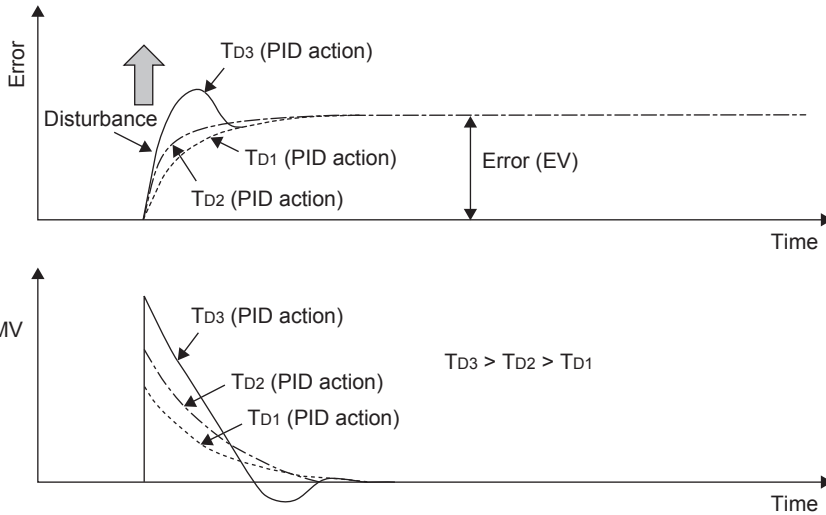 Error
TD3 (PID action)
Disturbance
TD1 (PID action)
Error (EV)
TD2 (PID action)
Time
MV
TD3 (PID action)
TD3 > TD2 > TD1
TD2 (PID action)
TD1 (PID action)
Time